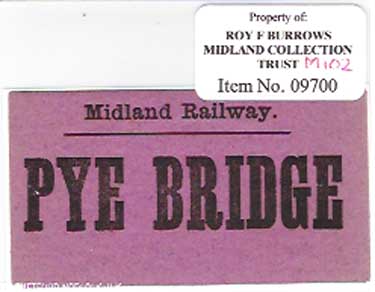 Property of:
ROY F BURROWS
MIDLAND COLLECTION
TRUST M102
Item No. 09700
Midland Railway.
PYE BRIDGE